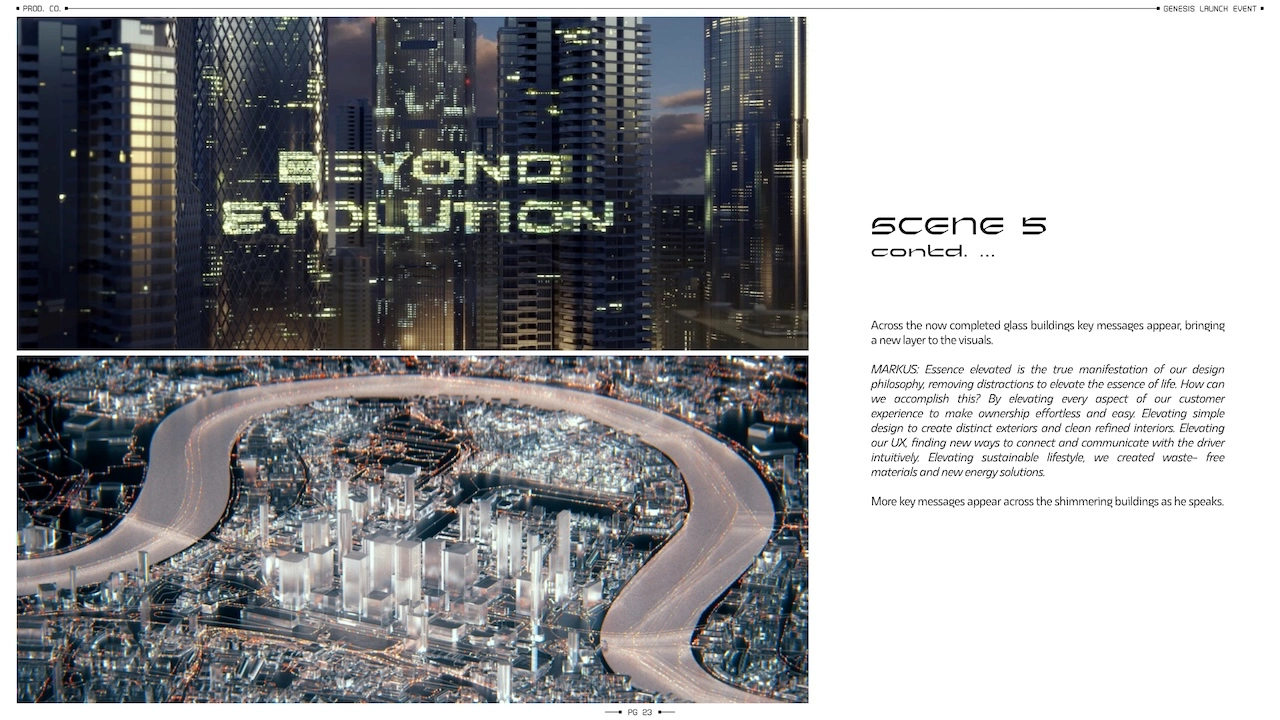 PROD. CO.
GENESIS LAUNCH EVENT
BEYOND
EVOLUTION
SCENE 5
contd. ...
Across the now completed glass buildings key messages appear, bringing
a new layer to the visuals.
MARKUS: Essence elevated is the true manifestation of our design
philosophy, removing distractions to elevate the essence of life. How can
we accomplish this? By elevating every aspect of our customer
experience to make ownership effortless and easy. Elevating simple
design to create distinct exteriors and clean refined interiors. Elevating
our UX, finding new ways to connect and communicate with the driver
intuitively. Elevating sustainable lifestyle, we created waste– free
materials and new energy solutions.
More key messages appear across the shimmering buildings as he speaks.
PG 23